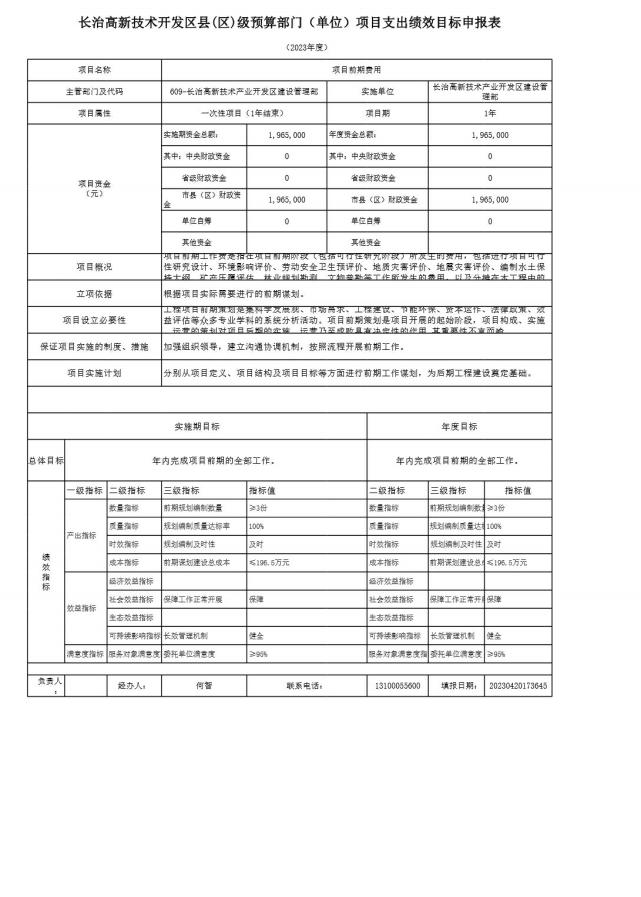 长治高新技术开发区县(区)级预算部门（单位）项目支出绩效目标申报表
（2023年度）
项目名称 项目前期费用
主管部门及代码 609-长治高新技术产业开发区建设管理部 实施单位 长治高新技术产业开发区建设管
理部
项目属性 一次性项目（1年结束） 项目期 1年
项目资金
（元）
实施期资金总额： 1,965,000 年度资金总额： 1,965,000
其中：中央财政资金 0 其中：中央财政资金 0
省级财政资金 0 省级财政资金 0
市县（区）财政资
金 1,965,000 市县（区）财政资金 1,965,000
单位自筹 0 单位自筹 0
其他资金 其他资金
项目概况
项目前期工作费是指在项目前期阶段（包括可行性研究阶段）所发生的费用，包括进行项目可行
性研究设计、环境影响评价、劳动安全卫生预评价、地质灾害评价、地震灾害评价、编制水土保
持大纲、矿产压覆评估、林业规划勘测、文物普勘等工作所发生的费用，以及分摊在本工程中的
立项依据 根据项目实际需要进行的前期谋划。
项目设立必要性
工程项目前期策划是集科学发展观、市场需求、工程建设、节能环保、资本运作、法律政策、效
益评估等众多专业学科的系统分析活动。项目前期策划是项目开展的起始阶段，项目构成、实施
、运营的策划对项目后期的实施、运营乃至成败具有决定性的作用,其重要性不言而喻。
保证项目实施的制度、措施 加强组织领导，建立沟通协调机制，按照流程开展前期工作。
项目实施计划 分别从项目定义、项目结构及项目目标等方面进行前期工作谋划，为后期工程建设奠定基础。
实施期目标 年度目标
总体目标 年内完成项目前期的全部工作。 年内完成项目前期的全部工作。
绩效指标
一级指标 二级指标 三级指标 指标值 二级指标 三级指标 指标值
产出指标
数量指标 前期规划编制数量 ≥3份 数量指标 前期规划编制数量 ≥3份
质量指标 规划编制质量达标率 100% 质量指标 规划编制质量达标 100%
时效指标 规划编制及时性 及时 时效指标 规划编制及时性 及时
成本指标 前期谋划建设总成本 ≤196.5万元 成本指标 前期谋划建设总成 ≤196.5万元
效益指标
经济效益指标 经济效益指标
社会效益指标 保障工作正常开展 保障 社会效益指标 保障工作正常开展 保障
生态效益指标 生态效益指标
可持续影响指标 长效管理机制 健全 可持续影响指标 长效管理机制 健全
满意度指标 服务对象满意度 委托单位满意度 ≥95% 服务对象满意度指 委托单位满意度 ≥95%
负责人
： 经办人： 何智 联系电话： 13100055600 填报日期： 20230420173645